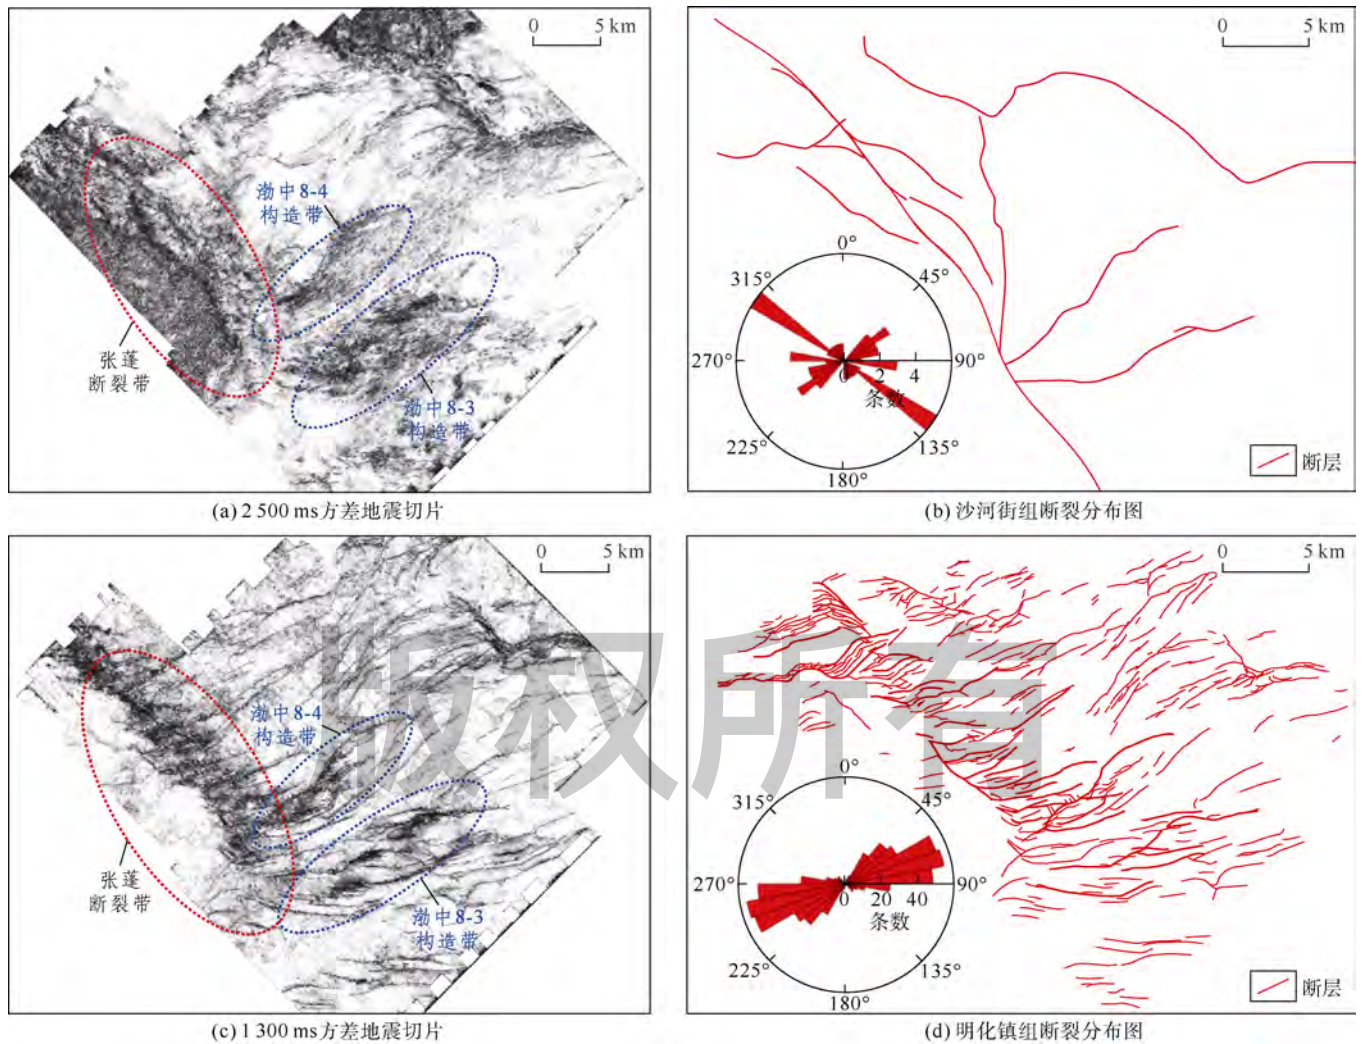 0 5 km
渤中8-4
构造带
张蓬
断裂带
渤中8-3
构造带
(a) 2 500 ms方差地震切片
0 5 km
0°
315° 45°
270° 90°
0 2 4
条数
225° 135°
180°
断层
(b) 沙河街组断裂分布图
0 5 km
渤中8-4
构造带
张蓬
断裂带
渤中8-3
构造带
(c) 1 300 ms方差地震切片
0 5 km
0°
315° 45°
270° 90°
0 20 40
条数
225° 135°
180°
断层
(d) 明化镇组断裂分布图
版权所有